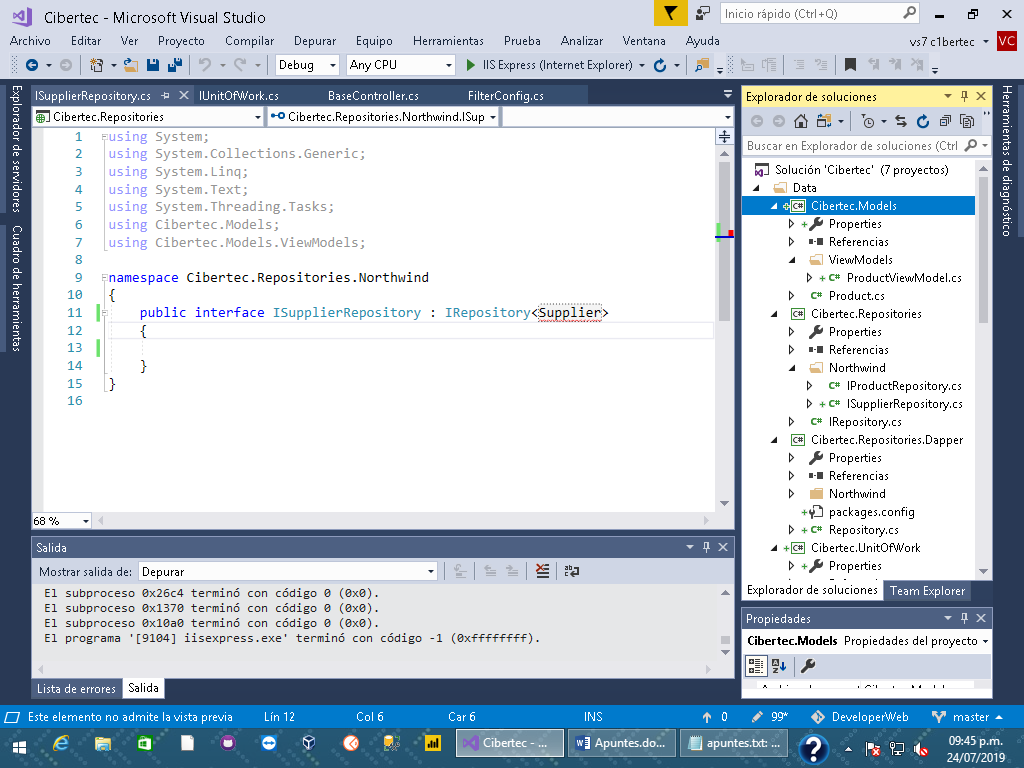 Cibertec - Microsoft Visual Studio
Inicio rápido (Ctrl+Q)
Archivo Editar Ver Proyecto Compilar Depurar Equipo Herramientas Prueba Analizar Ventana Ayuda
vs7 c1bertec VC
Debug Any CPU IIS Express (Internet Explorer)
Explorador de servidores
Cuadro de herramientas
ISupplierRepository.cs IUnitOfWork.cs BaseController.cs FilterConfig.cs
Cibertec.Repositories Cibertec.Repositories.Northwind.ISup
1 using System;
2 using System.Collections.Generic;
3 using System.Linq;
4 using System.Text;
5 using System.Threading.Tasks;
6 using Cibertec.Models;
7 using Cibertec.Models.ViewModels;
8
9 namespace Cibertec.Repositories.Northwind
10 {
11 public interface ISupplierRepository : IRepository<Supplier>
12 {
13
14 }
15 }
16
68 %
Salida
Mostrar salida de: Depurar
El subproceso 0x26c4 terminó con código 0 (0x0).
El subproceso 0x1370 terminó con código 0 (0x0).
El subproceso 0x10a0 terminó con código 0 (0x0).
El programa '[9104] iisexpress.exe' terminó con código -1 (0xffffffff).
Lista de errores Salida
Explorador de soluciones
Buscar en Explorador de soluciones (Ctrl
Solución 'Cibertec' (7 proyectos)
Data
Cibertec.Models
Properties
Referencias
ViewModels
ProductViewModel.cs
Product.cs
Cibertec.Repositories
Properties
Referencias
Northwind
IProductRepository.cs
ISupplierRepository.cs
IRepository.cs
Cibertec.Repositories.Dapper
Properties
Referencias
Northwind
packages.config
Repository.cs
Cibertec.UnitOfWork
Properties
Explorador de soluciones Team Explorer
Propiedades
Cibertec.Models Propiedades del proyecto
Herramientas de diagnóstico
Este elemento no admite la vista previa Lín 12 Col 6 Car 6 INS 0 99* DeveloperWeb master
Cibertec - ... Apuntes.do... apuntes.txt: ...
09:45 p.m.
24/07/2019